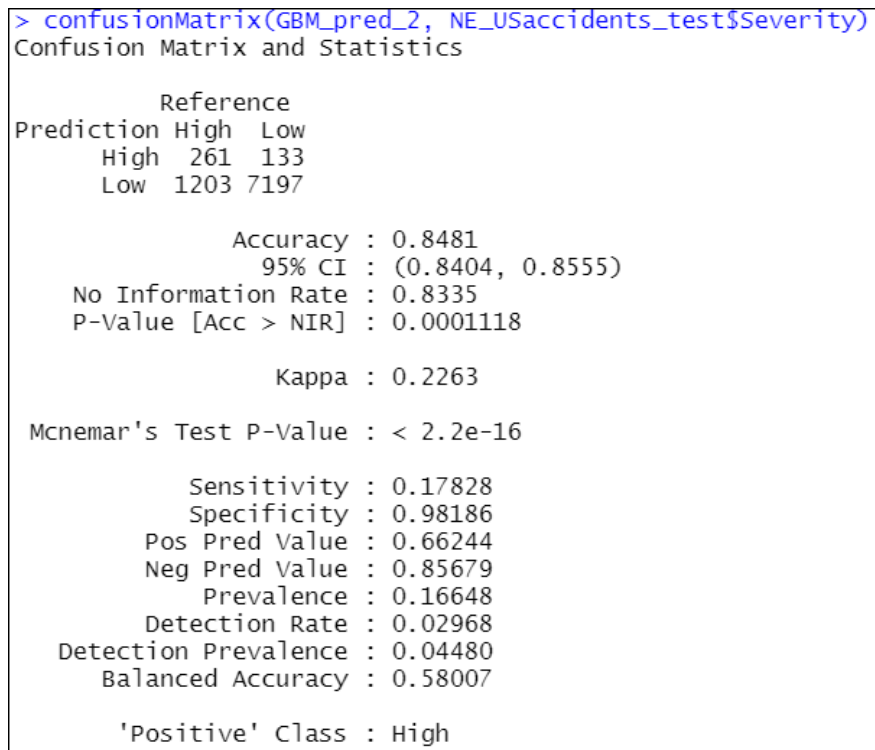 > confusionMatrix(GBM_pred_2, NE_USaccidents_test$Severity)
Confusion Matrix and Statistics
Reference
Prediction High Low
High 261 133
Low 1203 7197
Accuracy : 0.8481
95% CI : (0.8404, 0.8555)
No Information Rate : 0.8335
P-Value [Acc > NIR] : 0.0001118
Kappa : 0.2263
Mcnemar's Test P-Value : < 2.2e-16
Sensitivity : 0.17828
Specificity : 0.98186
Pos Pred Value : 0.66244
Neg Pred Value : 0.85679
Prevalence : 0.16648
Detection Rate : 0.02968
Detection Prevalence : 0.04480
Balanced Accuracy : 0.58007
'Positive' Class : High